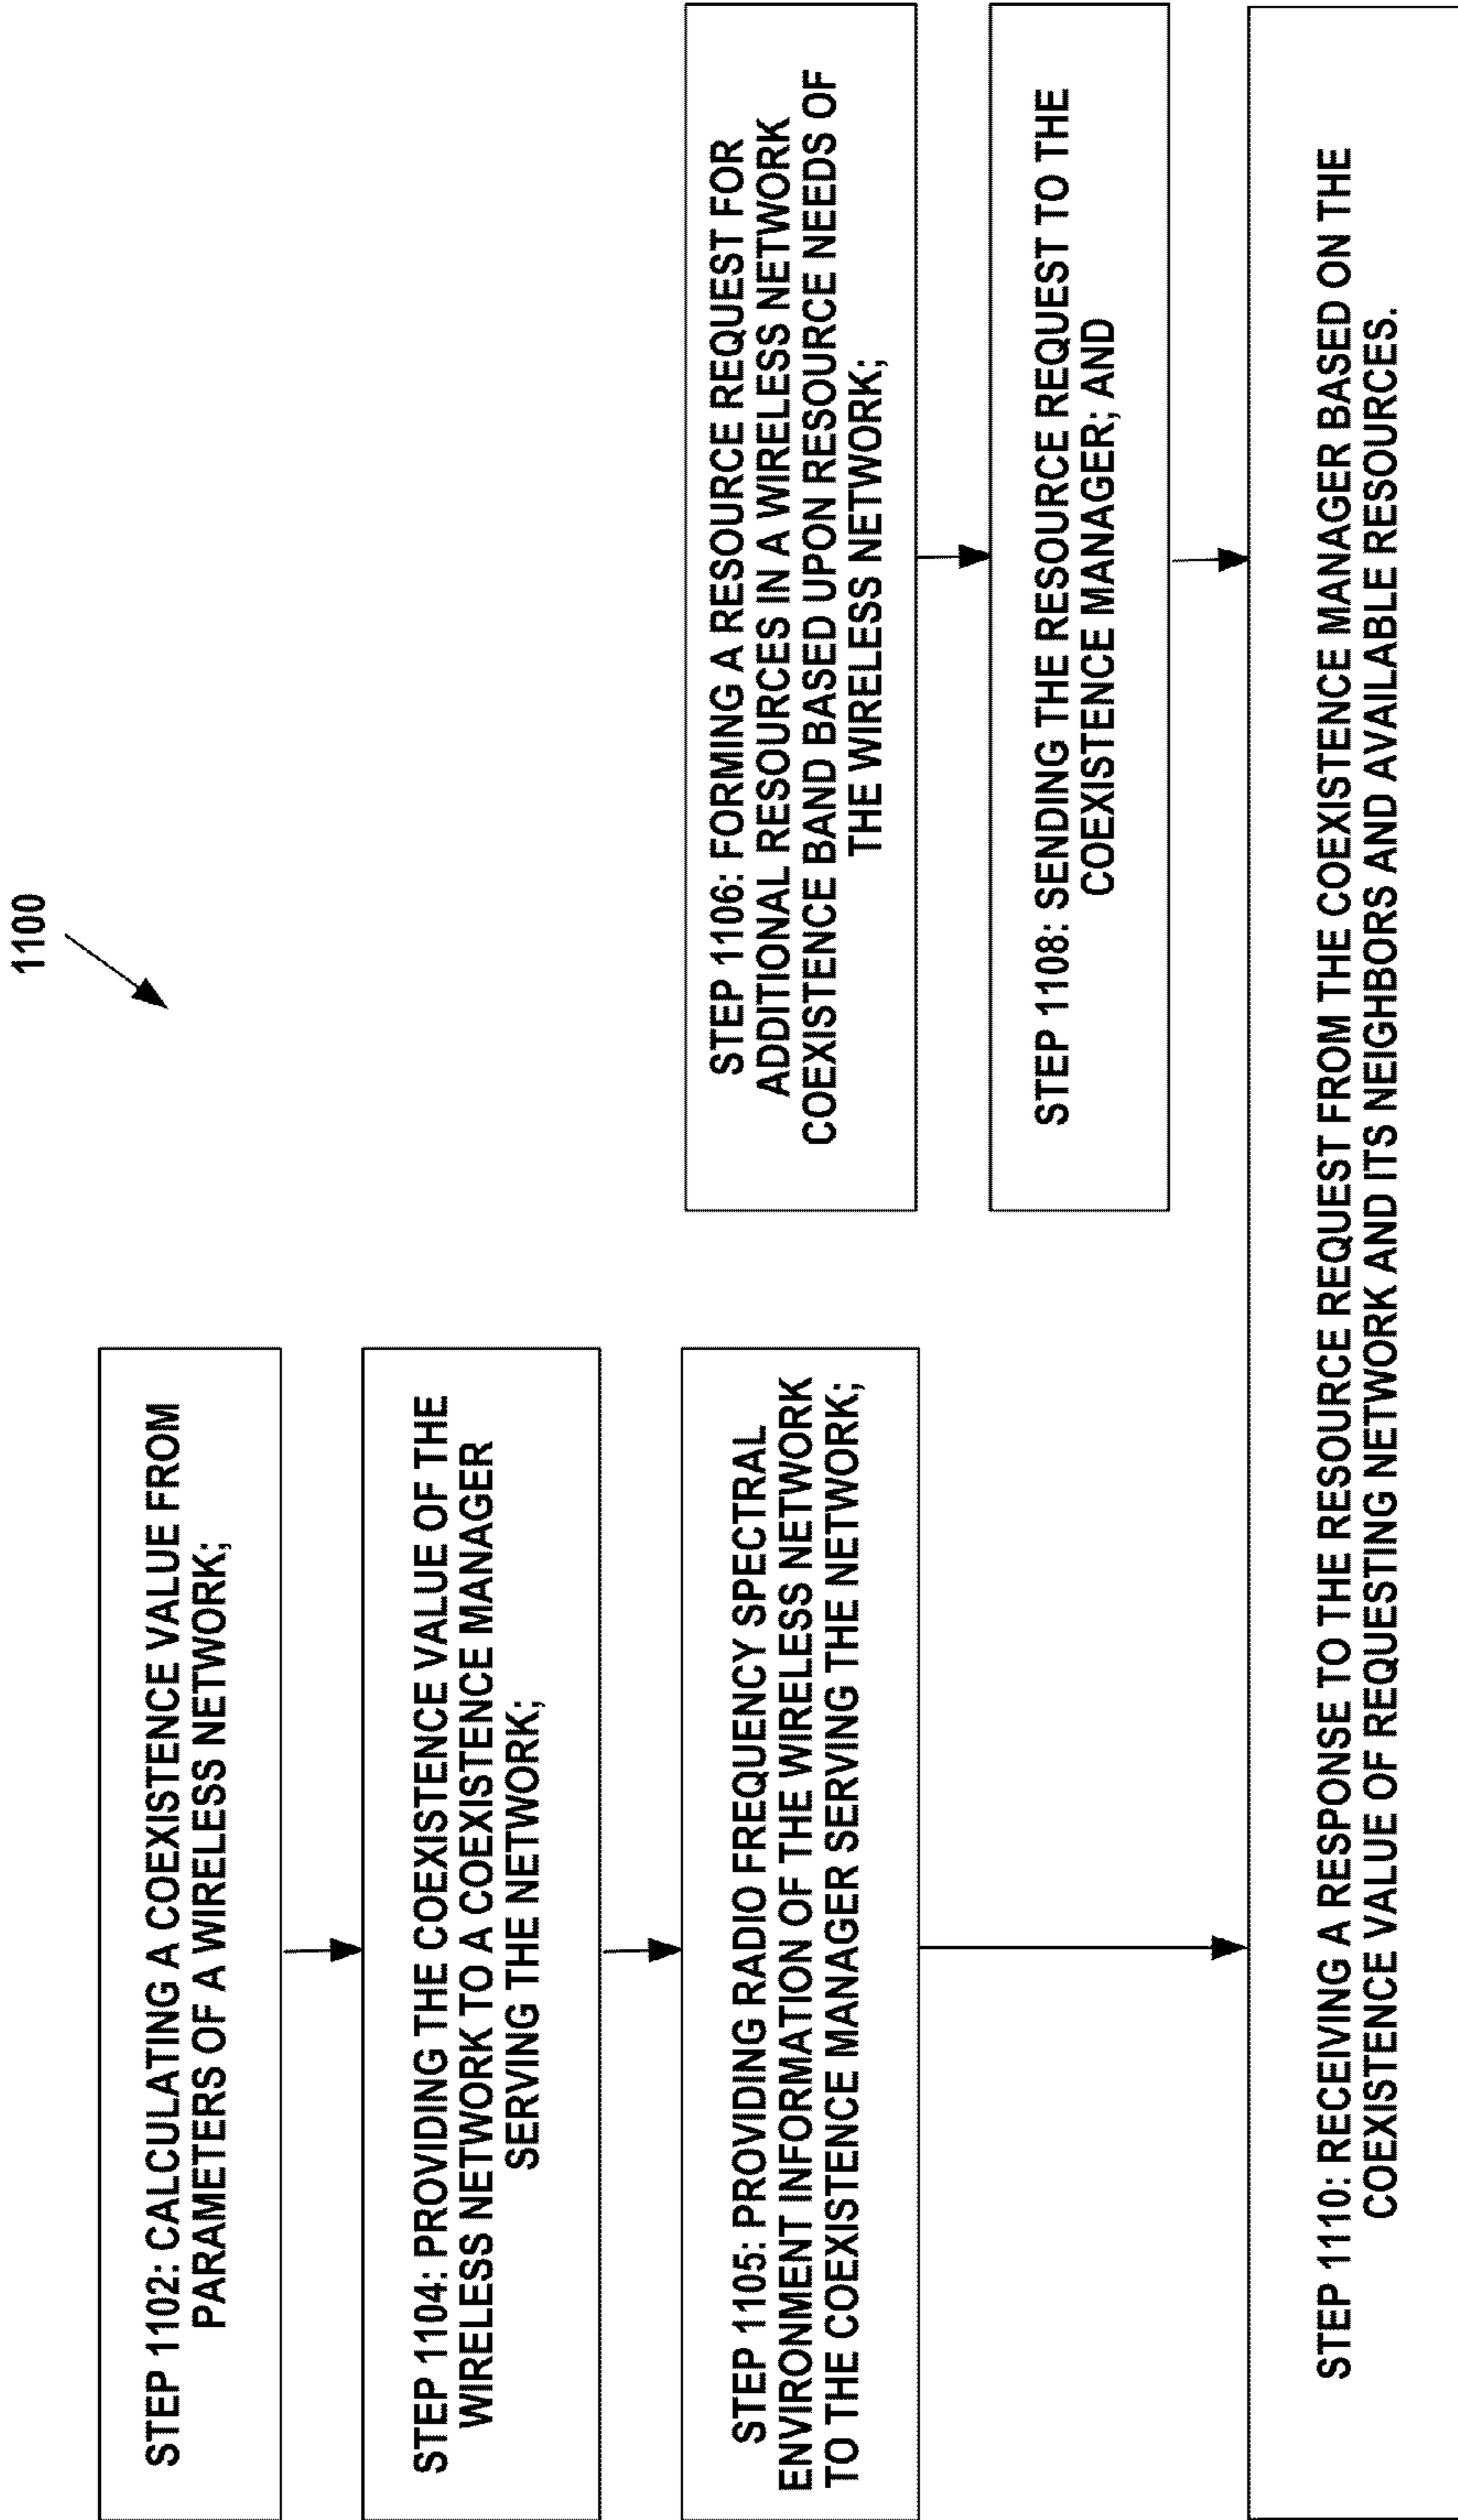 1100
STEP 1102: CALCULATING A COEXISTENCE VALUE FROM
PARAMETERS OF A WIRELESS NETWORK;
STEP 1104: PROVIDING THE COEXISTENCE VALUE OF THE
WIRELESS NETWORK TO A COEXISTENCE MANAGER
SERVING THE NETWORK;
STEP 1105: PROVIDING RADIO FREQUENCY SPECTRAL
ENVIRONMENT INFORMATION OF THE WIRELESS NETWORK
TO THE COEXISTENCE MANAGER SERVING THE NETWORK;
STEP 1106: FORMING A RESOURCE REQUEST FOR
ADDITIONAL RESOURCES IN A WIRELESS NETWORK
COEXISTENCE BAND BASED UPON RESOURCE NEEDS OF
THE WIRELESS NETWORK;
STEP 1108: SENDING THE RESOURCE REQUEST TO THE
COEXISTENCE MANAGER; AND
STEP 1110: RECEIVING A RESPONSE TO THE RESOURCE REQUEST FROM THE COEXISTENCE MANAGER BASED ON THE
COEXISTENCE VALUE OF REQUESTING NETWORK AND ITS NEIGHBORS AND AVAILABLE RESOURCES.